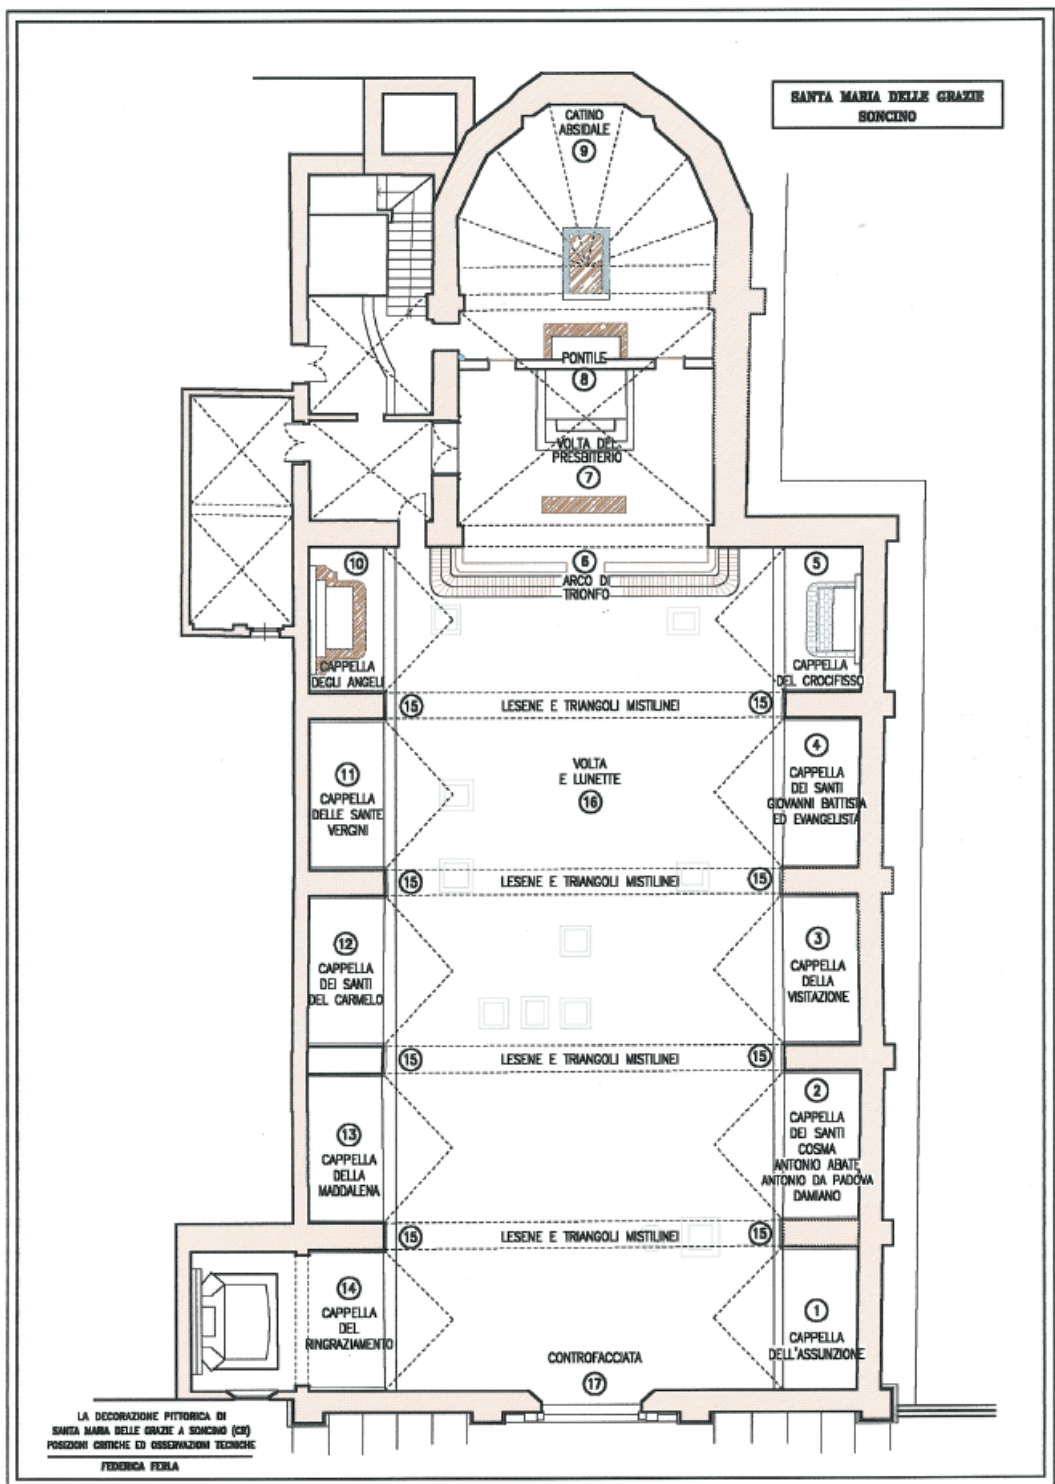 SANTA MARIA DELLE GRAZIE
SONCINO
CATINO
ABSIDALE
9
PONTILE
8
VOLTA DEL
PRESBITERIO
7
6
ARCO DI
TRIONFO
10
CAPPELLA
DEGLI ANGELI
5
CAPPELLA
DEL CROCIFISSO
15
LESENE E TRIANGOLI MISTILINEI
15
VOLTA
E LUNETTE
16
11
CAPPELLA
DELLE SANTE
VERGINI
4
CAPPELLA
DEI SANTI
GIOVANNI BATTISTA
ED EVANGELISTA
15
LESENE E TRIANGOLI MISTILINEI
15
12
CAPPELLA
DEI SANTI
DEL CARMELO
3
CAPPELLA
DELLA
VISITAZIONE
15
LESENE E TRIANGOLI MISTILINEI
15
13
CAPPELLA
DELLA
MADDALENA
2
CAPPELLA
DEI SANTI
COSMA
ANTONIO ABATE
ANTONIO DA PADOVA
DAMIANO
15
LESENE E TRIANGOLI MISTILINEI
15
14
CAPPELLA
DEL
RINGRAZIAMENTO
1
CAPPELLA
DELL'ASSUNZIONE
CONTROFACCIATA
17
LA DECORAZIONE PITTORICA DI
SANTA MARIA DELLE GRAZIE A SONCINO (CR)
POSIZIONI CRITICHE ED OSSERVAZIONI TECNICHE
FEDERICA FERLA